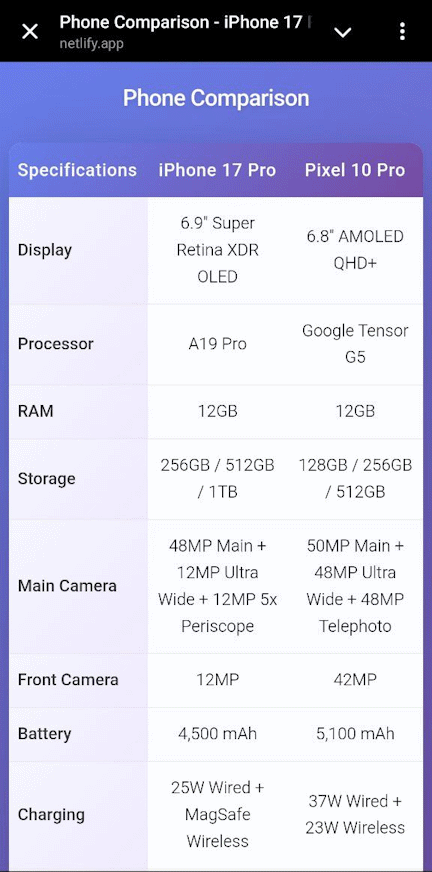 Phone Comparison - iPhone 17
netlify.app
Phone Comparison
Specifications iPhone 17 Pro Pixel 10 Pro
Display
6.9" Super
Retina XDR
OLED
6.8" AMOLED
QHD+
Processor
A19 Pro
Google Tensor
G5
RAM
12GB
12GB
Storage
256GB / 512GB
/ 1TB
128GB / 256GB
/ 512GB
Main Camera
48MP Main +
12MP Ultra
Wide + 12MP 5x
Periscope
50MP Main +
48MP Ultra
Wide + 48MP
Telephoto
Front Camera
12MP
42MP
Battery
4,500 mAh
5,100 mAh
Charging
25W Wired +
MagSafe
Wireless
37W Wired +
23W Wireless